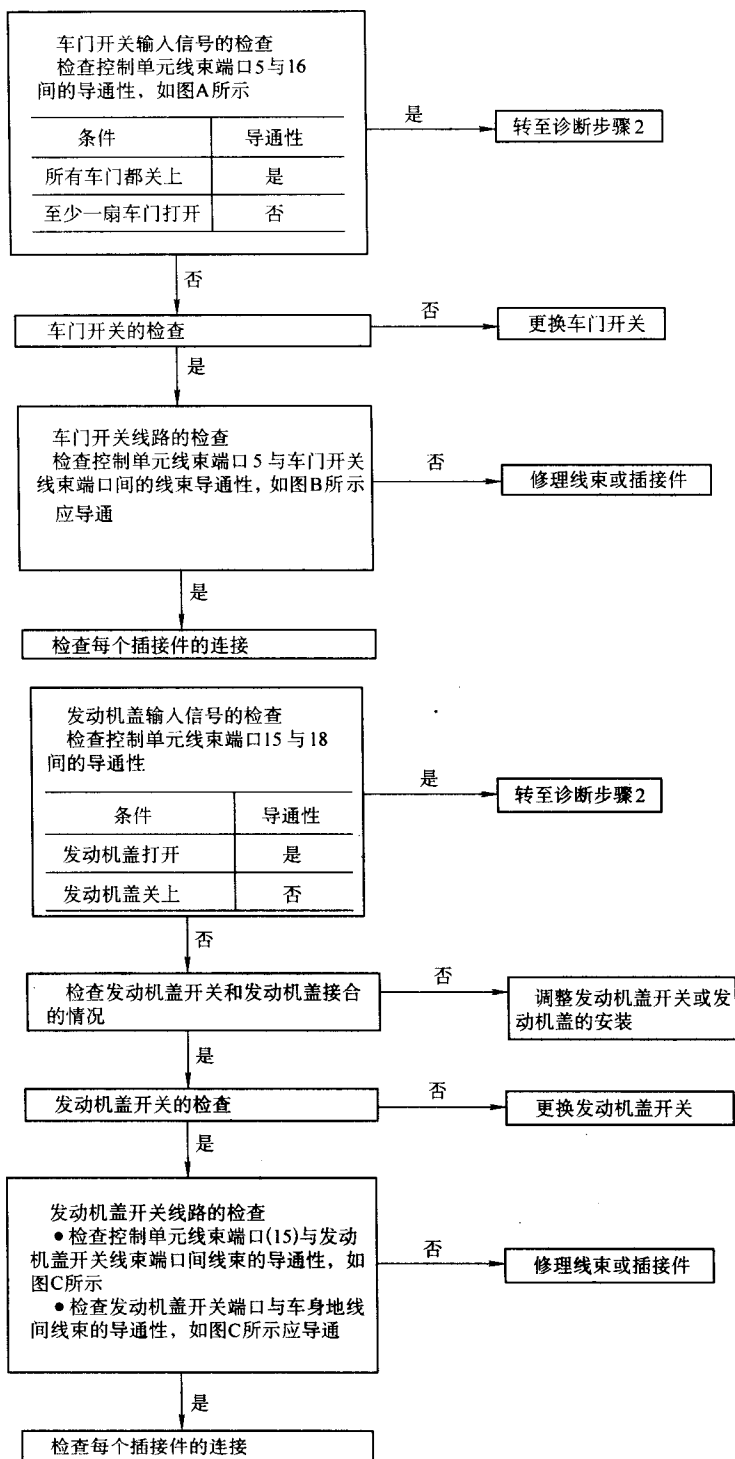 车门开关输入信号的检查
检查控制单元线束端口5与16
间的导通性，如图A所示
条件 导通性
所有车门都关上 是
至少一扇车门打开 否
是
转至诊断步骤2
否
车门开关的检查
否
更换车门开关
是
车门开关线路的检查
检查控制单元线束端口5与车门开关
线束端口间的线束导通性，如图B所示
应导通
否
修理线束或插接件
是
检查每个插接件的连接
发动机盖输入信号的检查
检查控制单元线束端口15与18
间的导通性
条件 导通性
发动机盖打开 是
发动机盖关上 否
是
转至诊断步骤2
否
检查发动机盖开关和发动机盖接合
的情况
否
调整发动机盖开关或发
动机盖的安装
是
发动机盖开关的检查
否
更换发动机盖开关
是
发动机盖开关线路的检查
●检查控制单元线束端口(15)与发动
机盖开关线束端口间线束的导通性，如
图C所示
●检查发动机盖开关端口与车身地线
间线束的导通性，如图C所示应导通
否
修理线束或插接件
是
检查每个插接件的连接